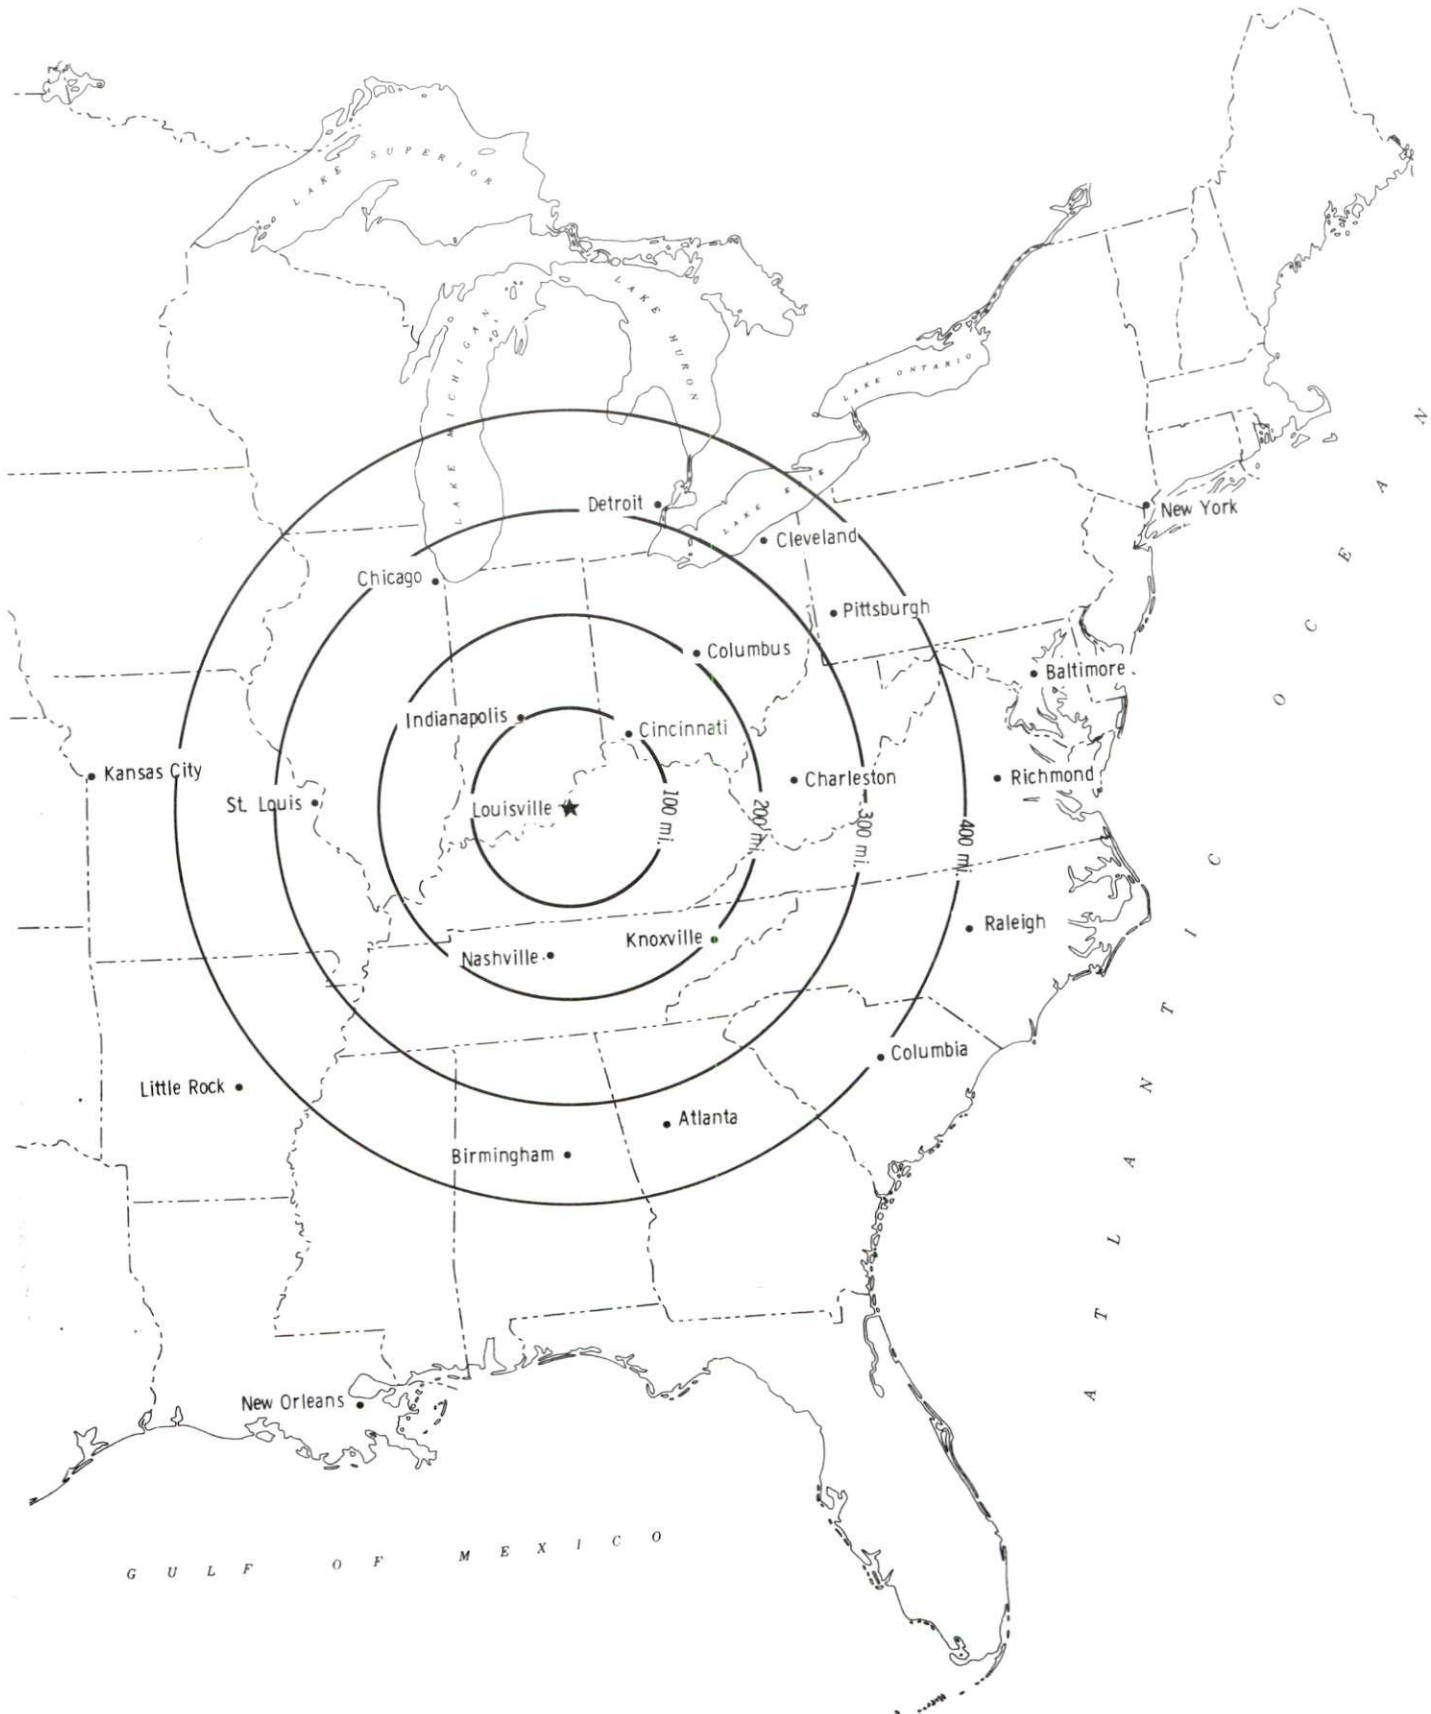 LAKE SUPERIOR
LAKE MICHIGAN
LAKE HURON
LAKE ONTARIO
LAKE MICHIGAN
LAKE E E
Detroit
New York
Cleveland
Chicago
Pittsburgh
Columbus
Baltimore
Indianapolis
Cincinnati
Kansas City
Charleston
Richmond
St. Louis
Louisville
100 mi.
200 mi.
300 mi.
400 mi.
Raleigh
Knoxville
Nashville
Columbia
Little Rock
Atlanta
Birmingham
New Orleans
ATLANTIC OCEAN
GULF OF MEXICO